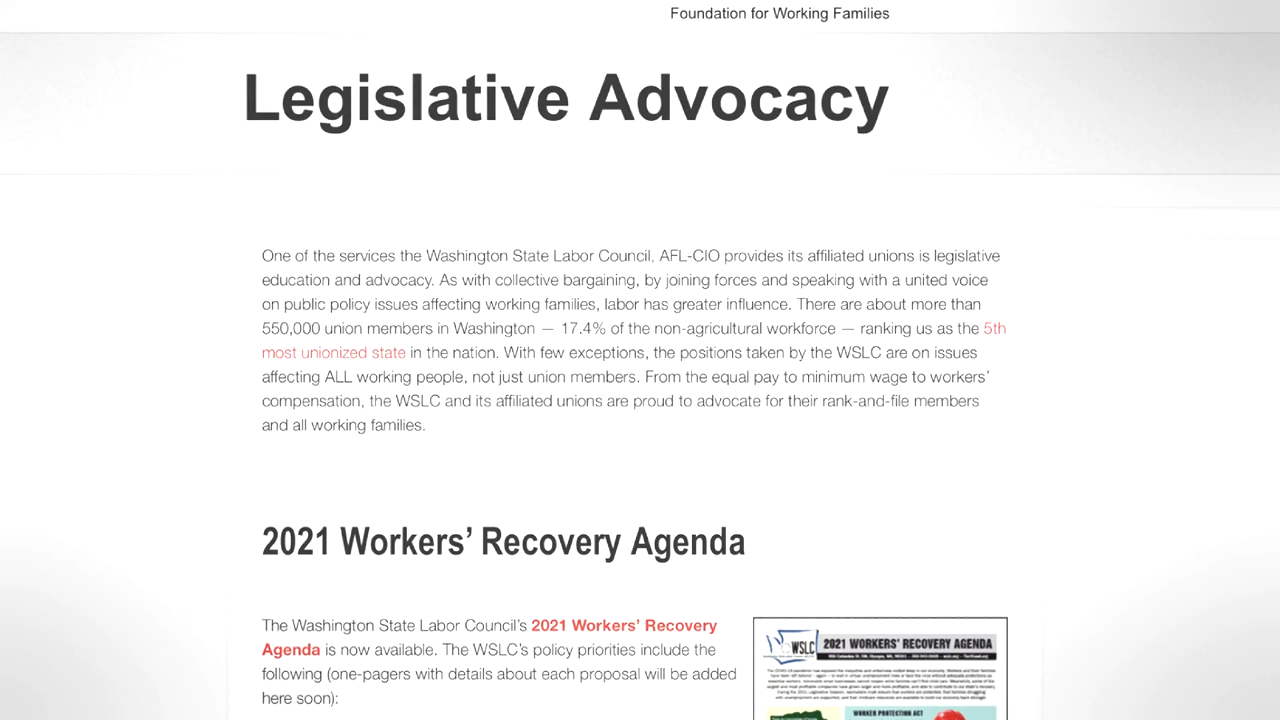 Foundation for Working Families
Legislative Advocacy
One of the services the Washington State Labor Council, AFL-CIO provides its affiliated unions is legislative
education and advocacy. As with collective bargaining, by joining forces and speaking with a united voice
on public policy issues affecting working families, labor has greater influence. There are about more than
550,000 union members in Washington — 17.4% of the non-agricultural workforce — ranking us as the 5th
most unionized state in the nation. With few exceptions, the positions taken by the WSLC are on issues
affecting ALL working people, not just union members. From the equal pay to minimum wage to workers’
compensation, the WSLC and its affiliated unions are proud to advocate for their rank-and-file members
and all working families.
2021 Workers’ Recovery Agenda
The Washington State Labor Council’s 2021 Workers’ Recovery
Agenda is now available. The WSLC’s policy priorities include the
following (one-pagers with details about each proposal will be added
here soon):
WSLC
2021 WORKERS’ RECOVERY AGENDA
WORKER PROTECTION ACT